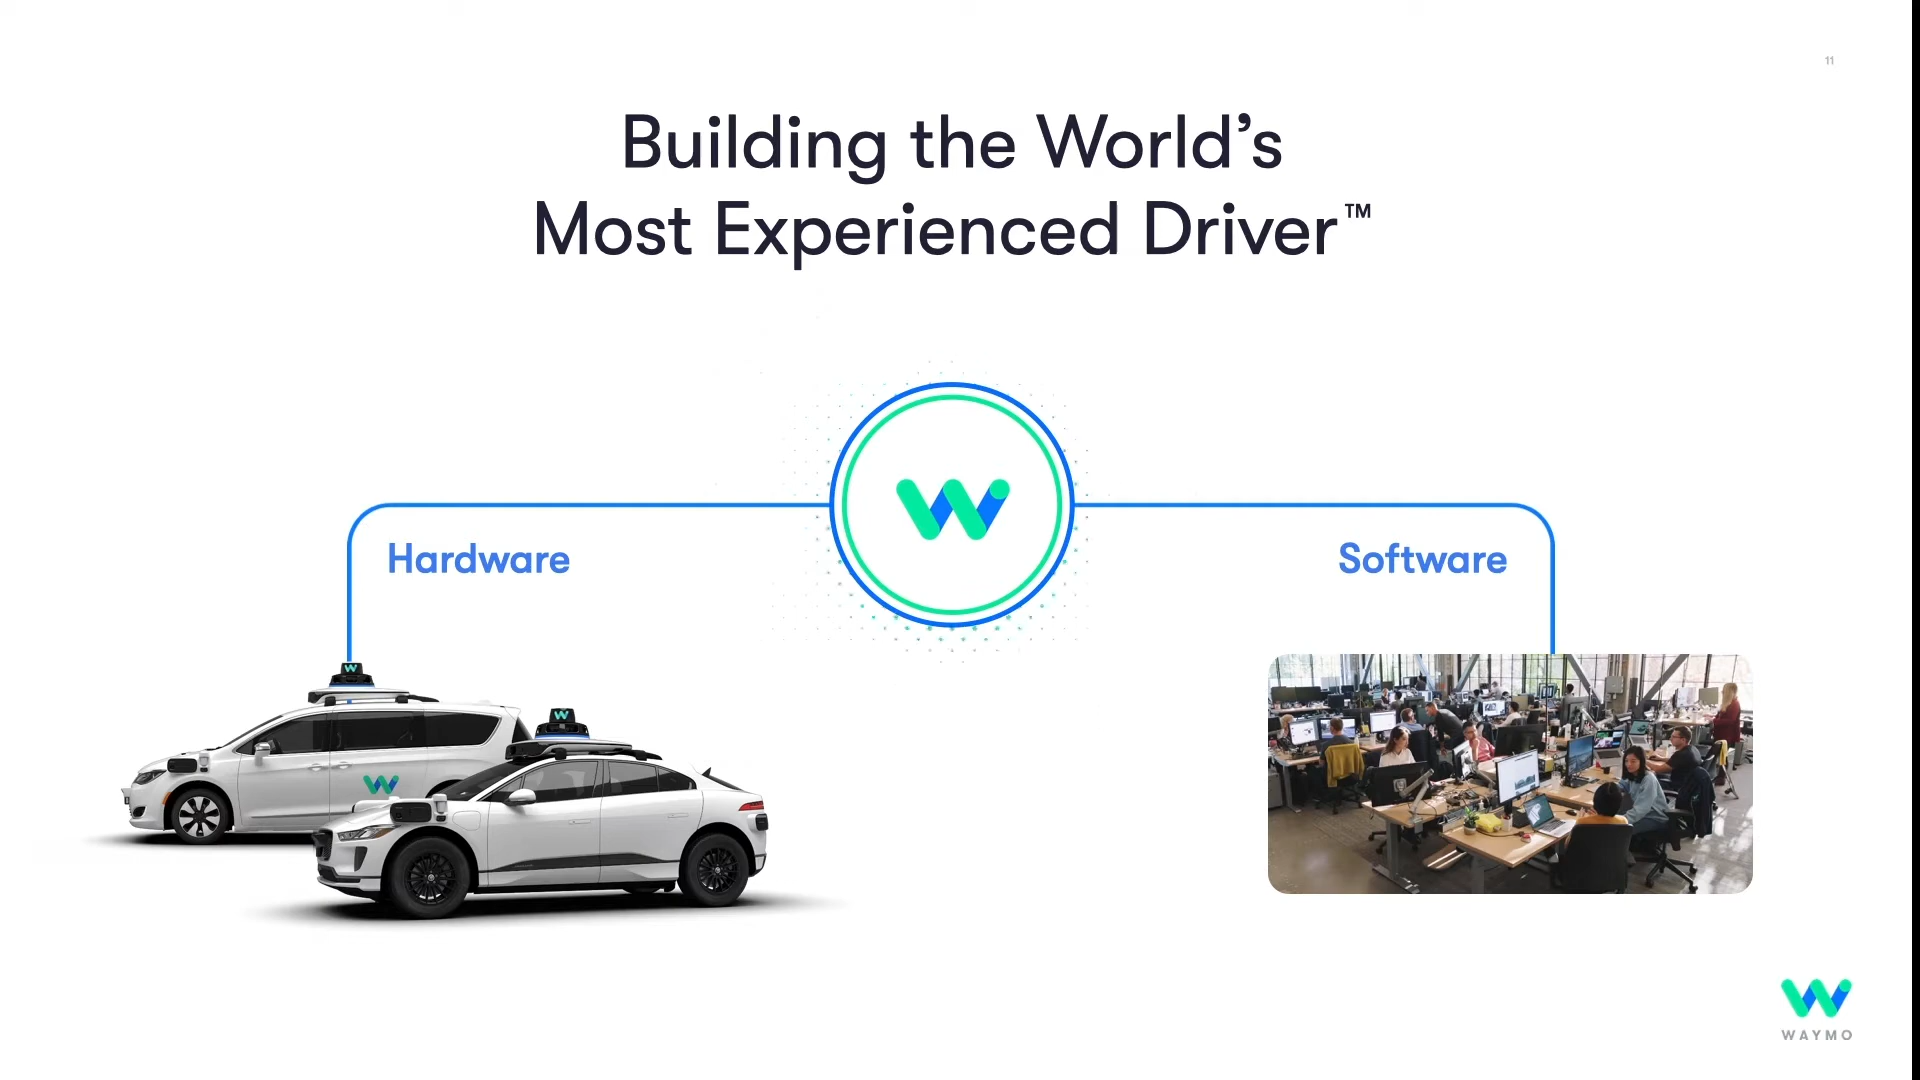 11
Building the World’s
Most Experienced Driver™
Hardware
Software
WAYMO